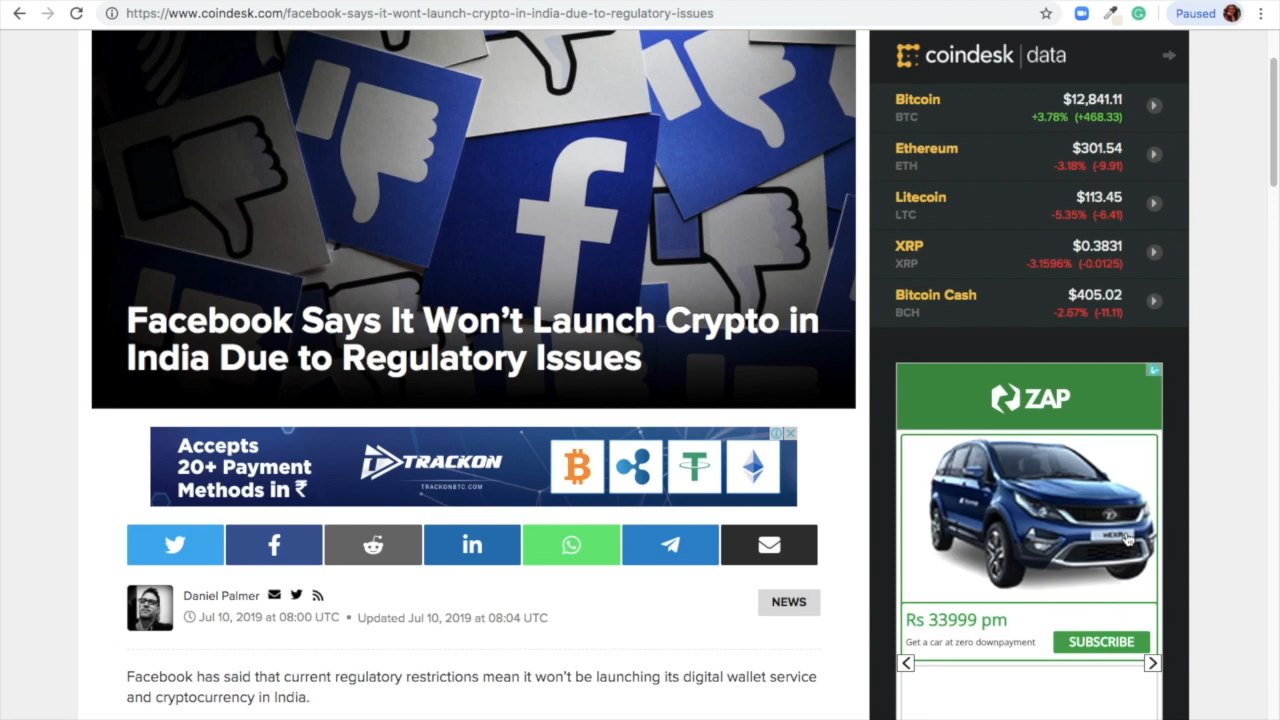 https://www.coindesk.com/facebook-says-it-wont-launch-crypto-in-india-due-to-regulatory-issues
Paused
Facebook Says It Won’t Launch Crypto in
India Due to Regulatory Issues
Accepts
20+ Payment
Methods in ₹
TRACKON
TRACKONBTC.COM
Daniel Palmer
Jul 10, 2019 at 08:00 UTC • Updated Jul 10, 2019 at 08:04 UTC
NEWS
Facebook has said that current regulatory restrictions mean it won’t be launching its digital wallet service
and cryptocurrency in India.
coindesk | data
Bitcoin $12,841.11
BTC +3.78% (+468.33)
Ethereum $301.54
ETH -3.18% (-9.91)
Litecoin $113.45
LTC -5.35% (-6.41)
XRP $0.3831
XRP -3.1596% (-0.0125)
Bitcoin Cash $405.02
BCH -2.67% (-11.11)
ZAP
Rs 33999 pm
Get a car at zero downpayment
SUBSCRIBE